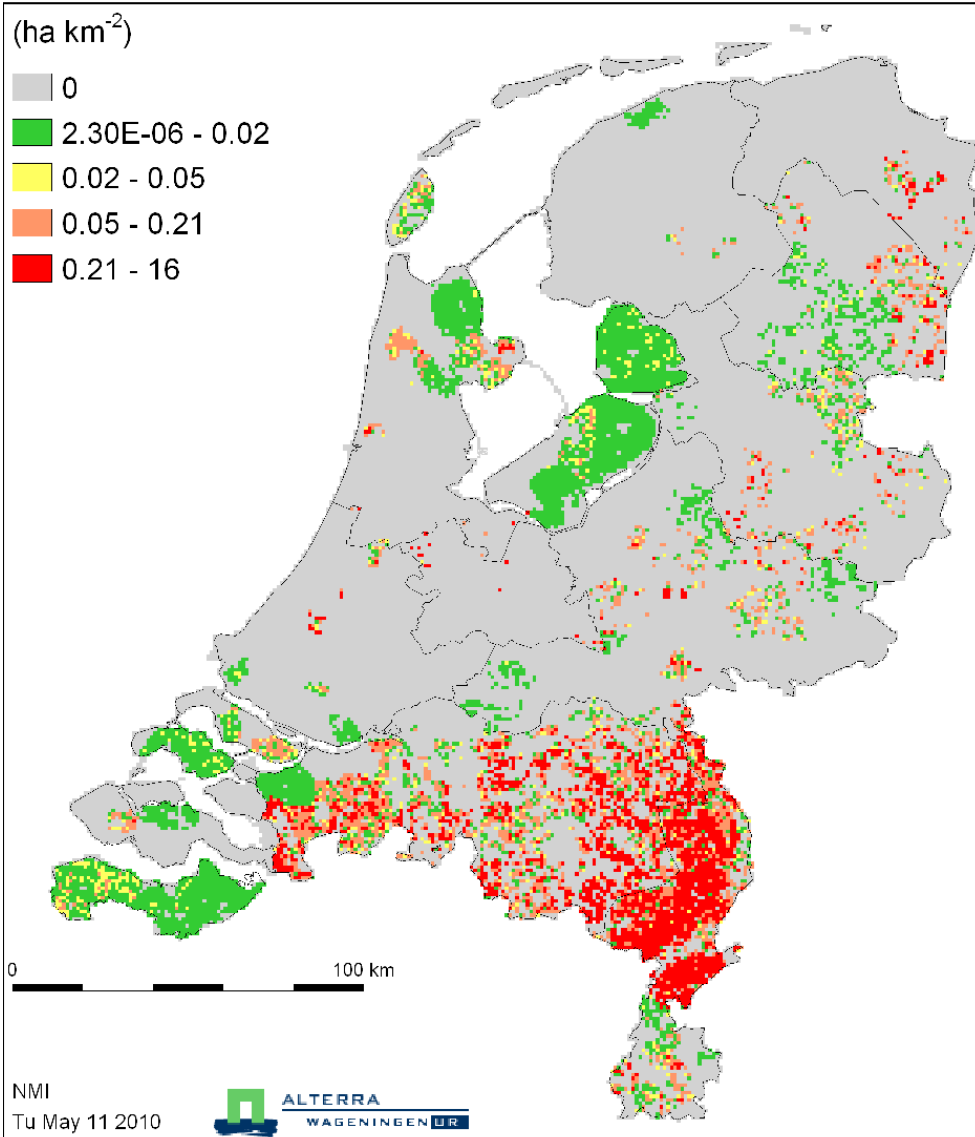 (ha km-2)
0
2.30E-06 - 0.02
0.02 - 0.05
0.05 - 0.21
0.21 - 16
0 100 km
NMI
Tu May 11 2010
ALTERRA
WAGENINGEN UR